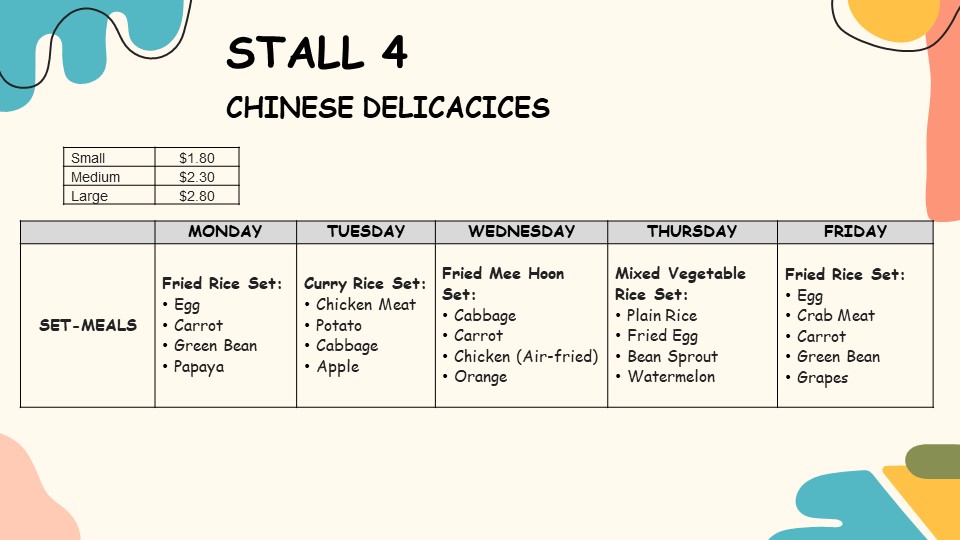 STALL 4
CHINESE DELICACICES
Small $1.80
Medium $2.30
Large $2.80
MONDAY TUESDAY WEDNESDAY THURSDAY FRIDAY
SET-MEALS
Fried Rice Set:
• Egg
• Carrot
• Green Bean
• Papaya
Curry Rice Set:
• Chicken Meat
• Potato
• Cabbage
• Apple
Fried Mee Hoon
Set:
• Cabbage
• Carrot
• Chicken (Air-fried)
• Orange
Mixed Vegetable
Rice Set:
• Plain Rice
• Fried Egg
• Bean Sprout
• Watermelon
Fried Rice Set:
• Egg
• Crab Meat
• Carrot
• Green Bean
• Grapes